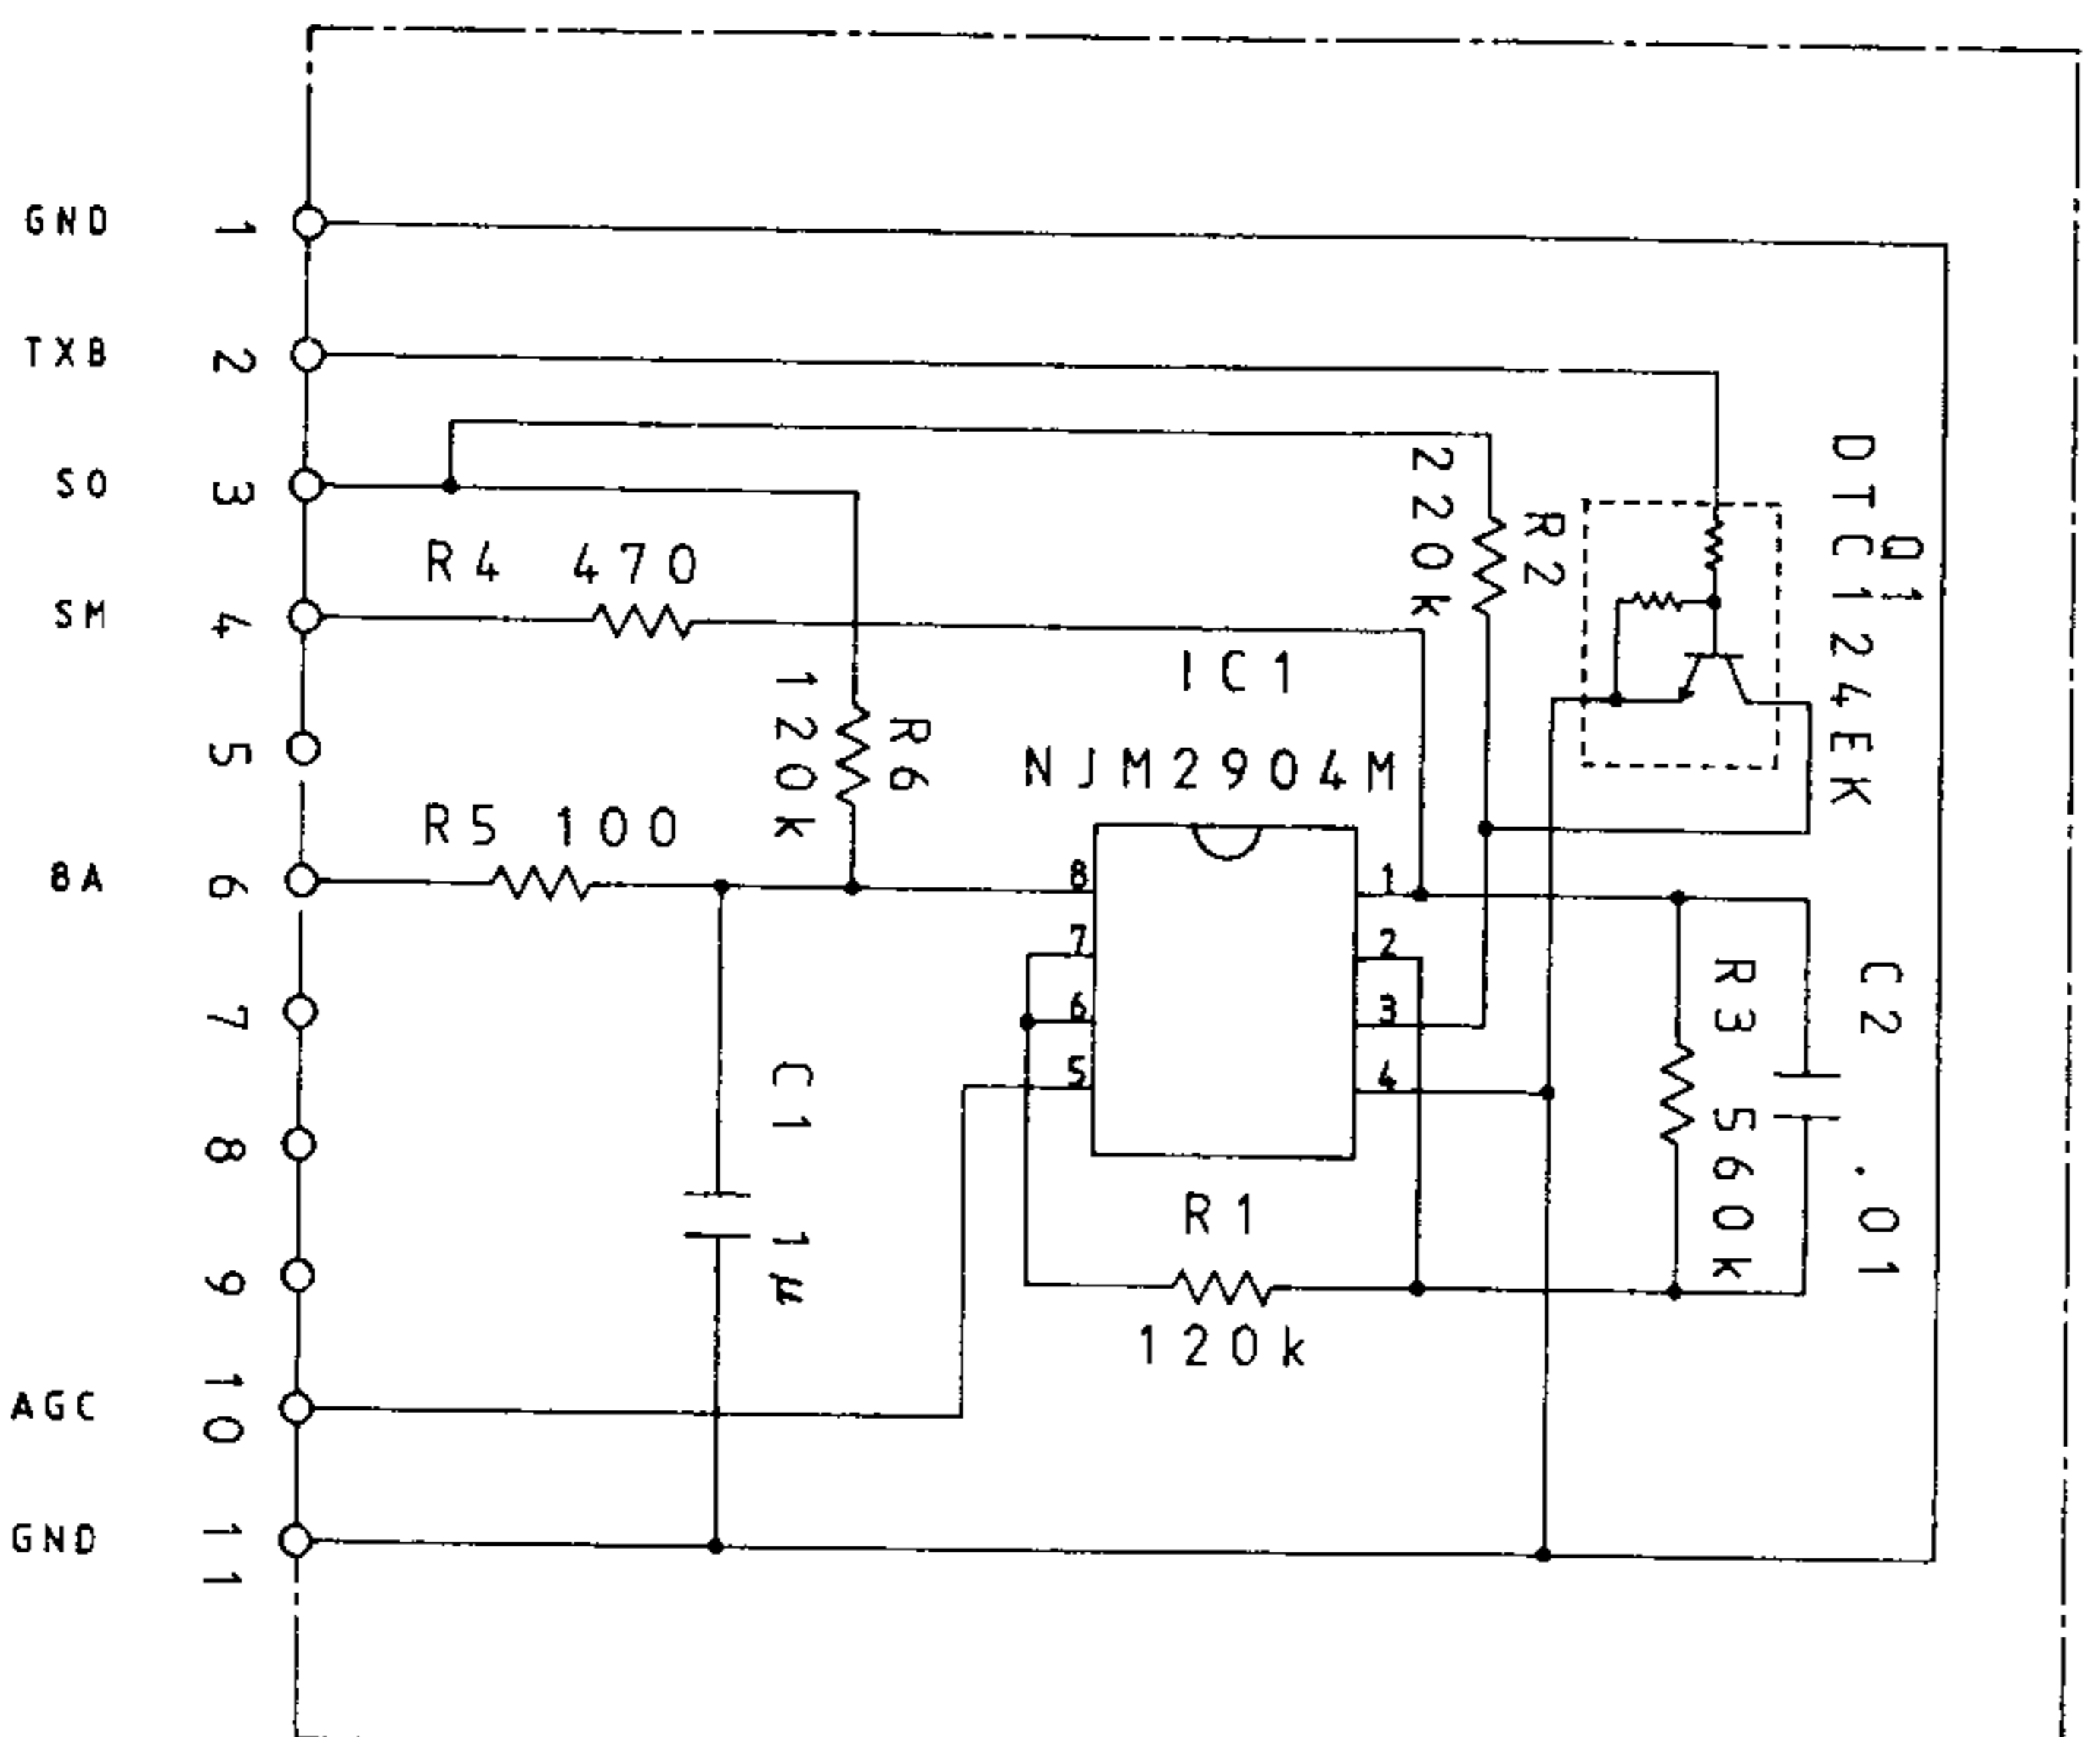 GND 1
TXB 2
SO 3
SM 4
5
8A 6
7
8
9
AGC 10
GND 11
R4 470
R5 100
R6
120k
C1 1μ
IC1
NJM2904M
8
7
6
5
1
2
3
4
R1
120k
R2
220k
Q1
DTC124EK
R3 560k
C2 .01